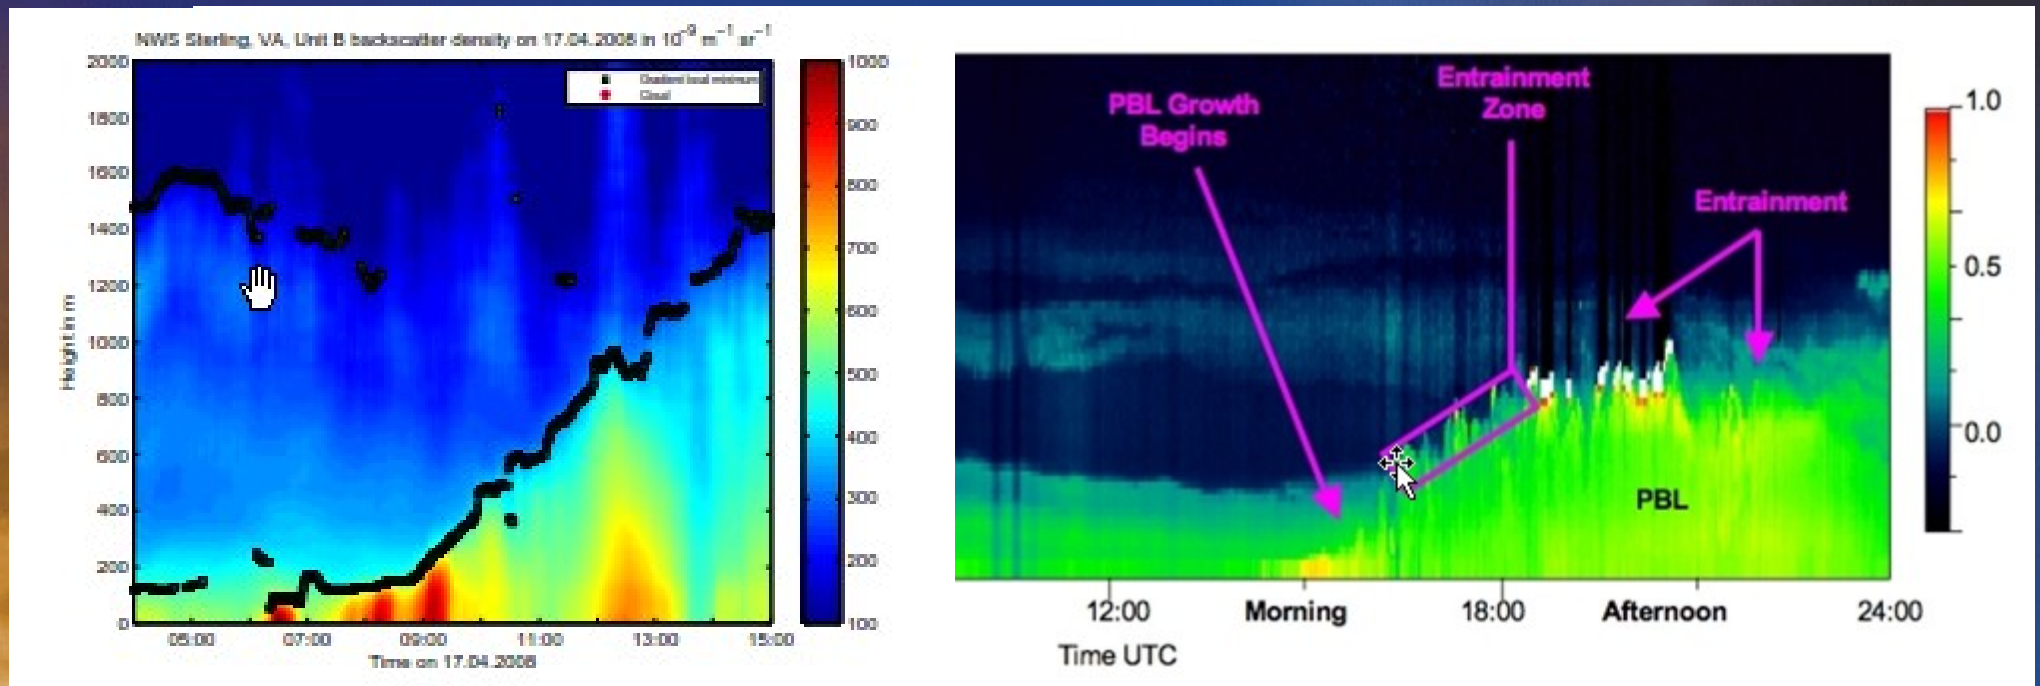 NWS Sterling, VA, Unit B backscatter density on 17.04.2008 in 10⁻⁹ m⁻¹ sr⁻¹
2000
1800
1600
1400
1200
1000
800
600
400
200
0
Height in m
Gradient local minimum
Cloud
05:00 07:00 09:00 11:00 13:00 15:00
Time on 17.04.2008
1000
900
800
700
600
500
400
300
200
100
PBL Growth
Begins
Entrainment
Zone
Entrainment
PBL
12:00 Morning 18:00 Afternoon 24:00
Time UTC
1.0
0.5
0.0